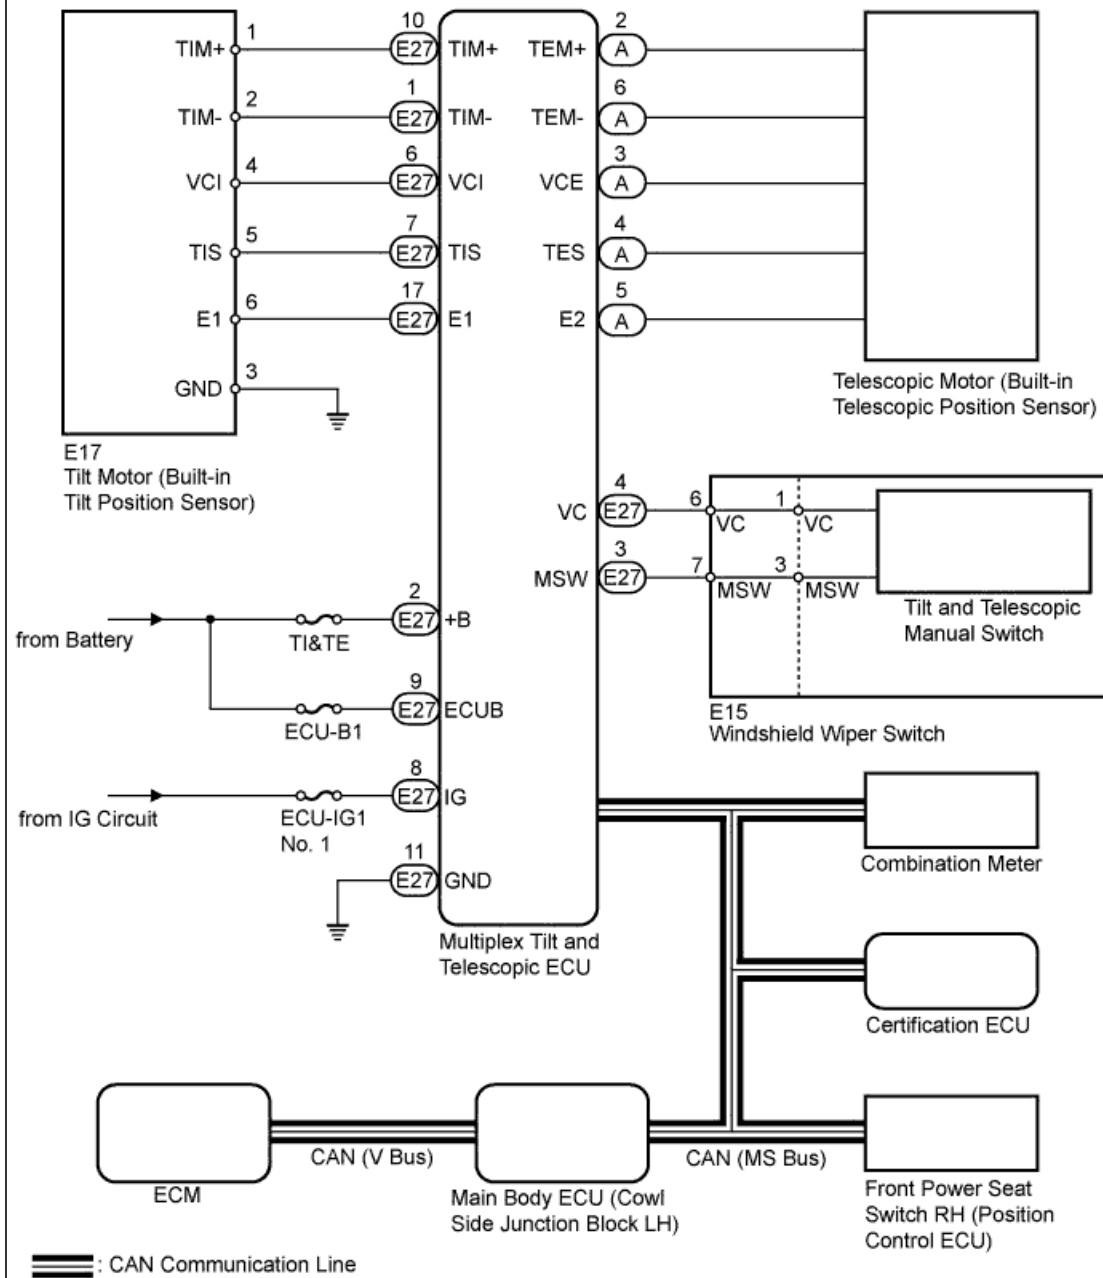 10
2
1
TIM+
E27
TIM+
TEM+
A
1
6
2
TIM-
E27
TIM-
TEM-
A
6
3
4
VCI
E27
VCI
VCE
A
7
4
5
TIS
E27
TIS
TES
A
17
5
6
E1
E27
E1
E2
A
3
GND
Telescopic Motor (Built-in
Telescopic Position Sensor)
E17
Tilt Motor (Built-in
Tilt Position Sensor)
4
VC
E27
6
VC
1
VC
3
MSW
E27
7
MSW
3
MSW
Tilt and Telescopic
Manual Switch
E15
Windshield Wiper Switch
2
from Battery
TI&TE
E27
+B
9
ECU-B1
E27
ECUB
8
from IG Circuit
ECU-IG1
No. 1
E27
IG
11
E27
GND
Multiplex Tilt and
Telescopic ECU
Combination Meter
Certification ECU
CAN (V Bus)
CAN (MS Bus)
ECM
Main Body ECU (Cowl
Side Junction Block LH)
Front Power Seat
Switch RH (Position
Control ECU)
: CAN Communication Line